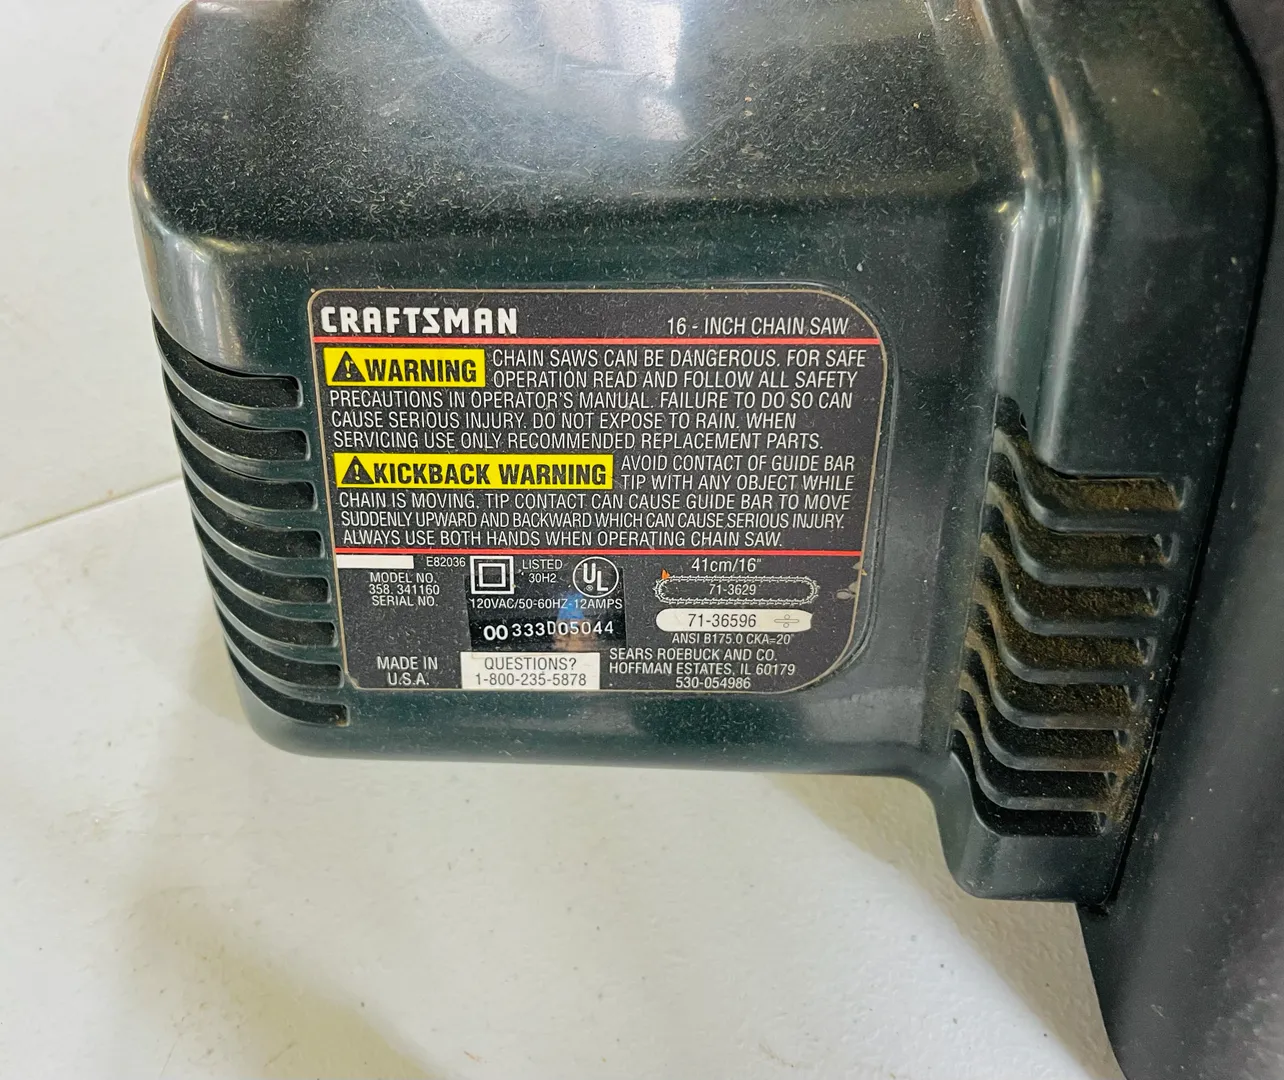 CRAFTSMAN 16 - INCH CHAIN SAW
WARNING CHAIN SAWS CAN BE DANGEROUS. FOR SAFE
OPERATION READ AND FOLLOW ALL SAFETY
PRECAUTIONS IN OPERATOR'S MANUAL. FAILURE TO DO SO CAN
CAUSE SERIOUS INJURY. DO NOT EXPOSE TO RAIN. WHEN
SERVICING USE ONLY RECOMMENDED REPLACEMENT PARTS.
KICKBACK WARNING AVOID CONTACT OF GUIDE BAR
TIP WITH ANY OBJECT WHILE
CHAIN IS MOVING. TIP CONTACT CAN CAUSE GUIDE BAR TO MOVE
SUDDENLY UPWARD AND BACKWARD WHICH CAN CAUSE SERIOUS INJURY.
ALWAYS USE BOTH HANDS WHEN OPERATING CHAIN SAW.
E82036
MODEL NO.
358.341160
SERIAL NO.
LISTED
30H2
UL
120VAC/50-60HZ-12AMPS
00333D05044
41cm/16"
71-3629
71-36596
ANSI B175.0 CKA=20°
MADE IN
U.S.A.
QUESTIONS?
1-800-235-5878
SEARS ROEBUCK AND CO.
HOFFMAN ESTATES, IL 60179
530-054986